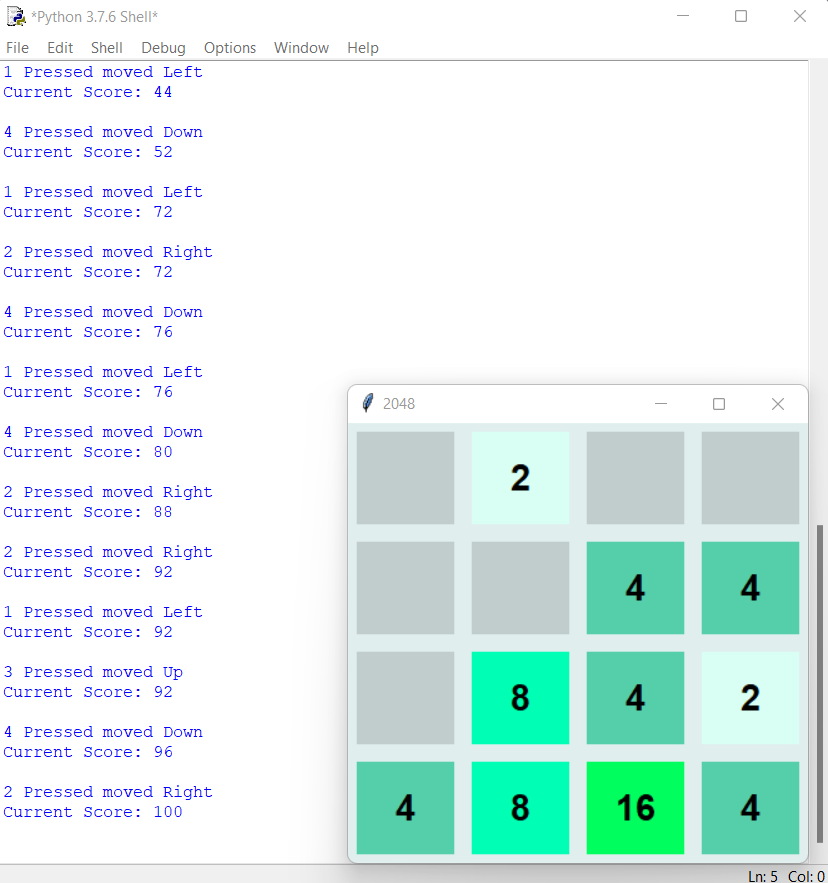 *Python 3.7.6 Shell*
File Edit Shell Debug Options Window Help
1 Pressed moved Left
Current Score: 44
4 Pressed moved Down
Current Score: 52
1 Pressed moved Left
Current Score: 72
2 Pressed moved Right
Current Score: 72
4 Pressed moved Down
Current Score: 76
1 Pressed moved Left
Current Score: 76
4 Pressed moved Down
Current Score: 80
2 Pressed moved Right
Current Score: 88
2 Pressed moved Right
Current Score: 92
1 Pressed moved Left
Current Score: 92
3 Pressed moved Up
Current Score: 92
4 Pressed moved Down
Current Score: 96
2 Pressed moved Right
Current Score: 100
2048
2
4 4
8 4 2
4 8 16 4
Ln: 5 Col: 0